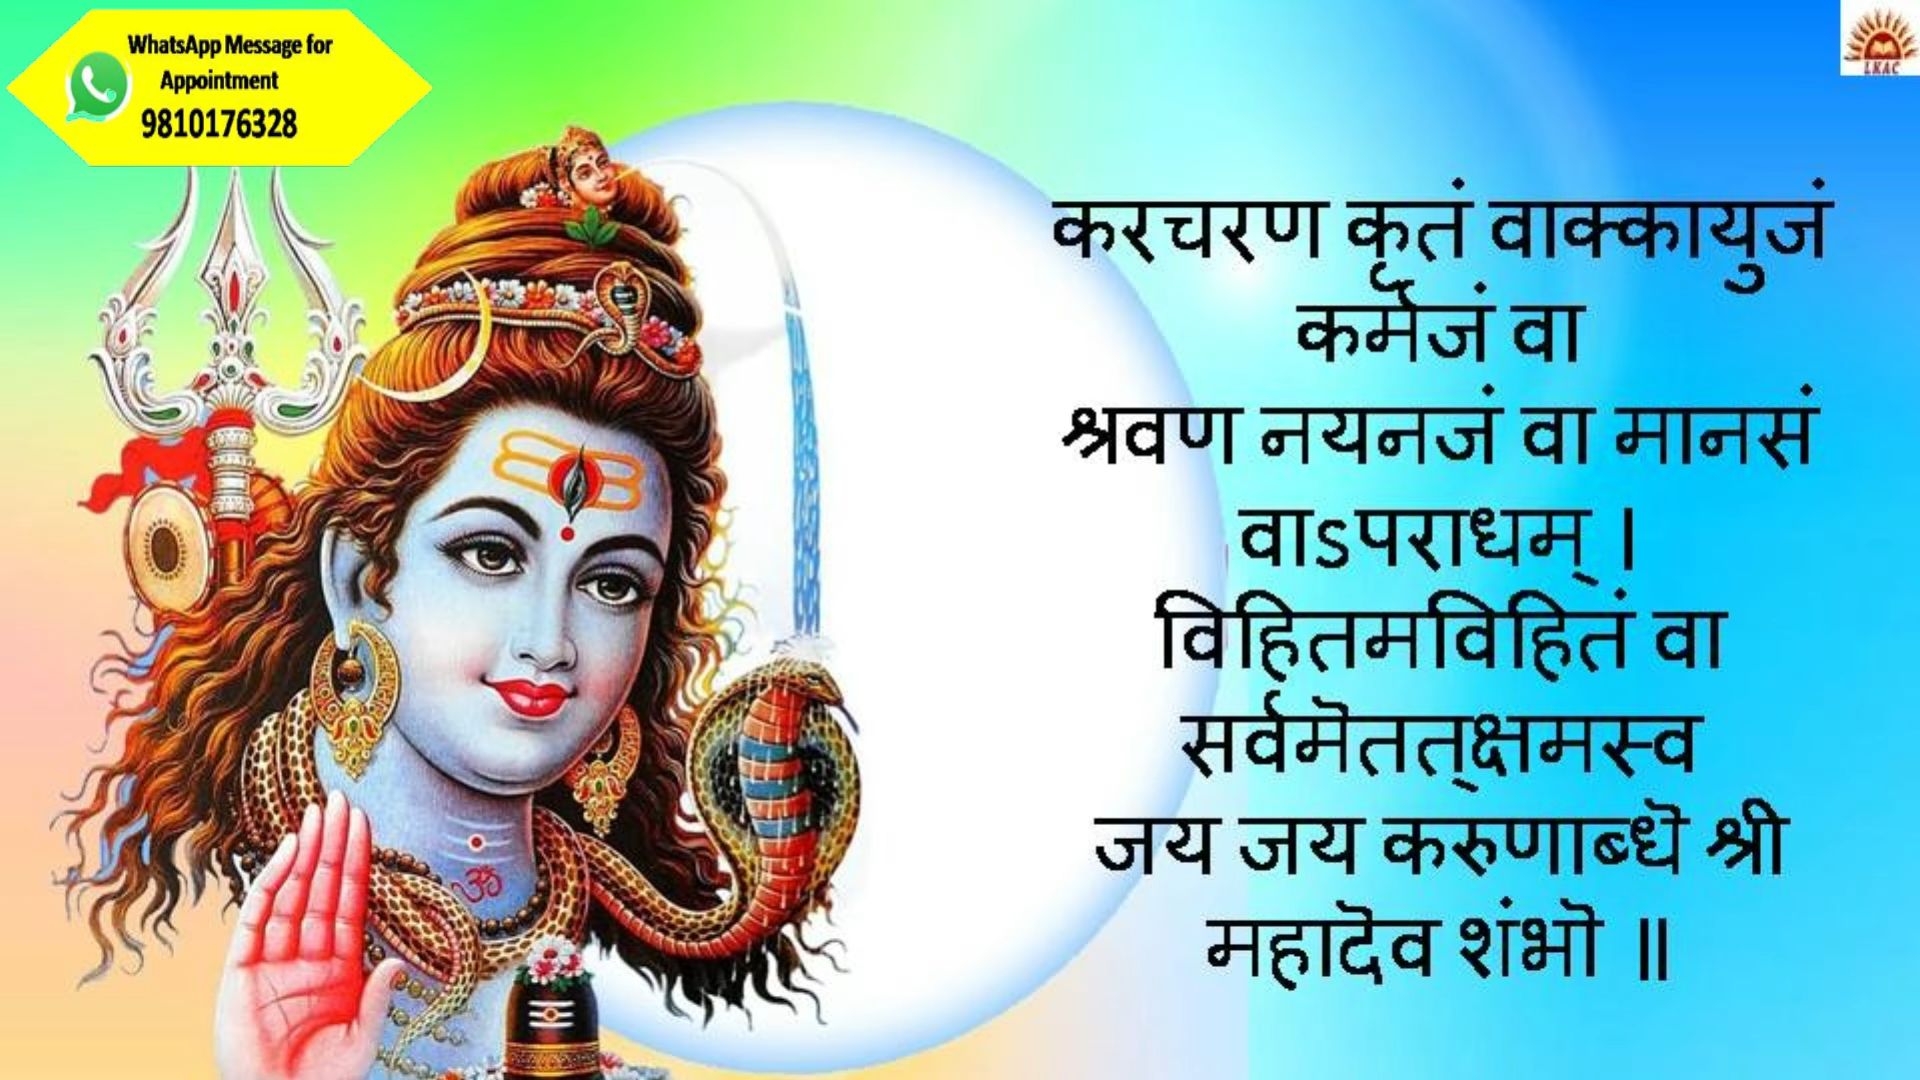 WhatsApp Message for
Appointment
9810176328
LKAC
करचरण कृतं वाक्कायुजं
कर्मजं वा
श्रवण नयनजं वा मानसं
वाऽपराधम् ।
विहितमविहितं वा
सर्वमॆतत्‌क्षमस्व
जय जय करुणाब्धॆ श्री
महादॆव शंभॊ ॥
ॐ